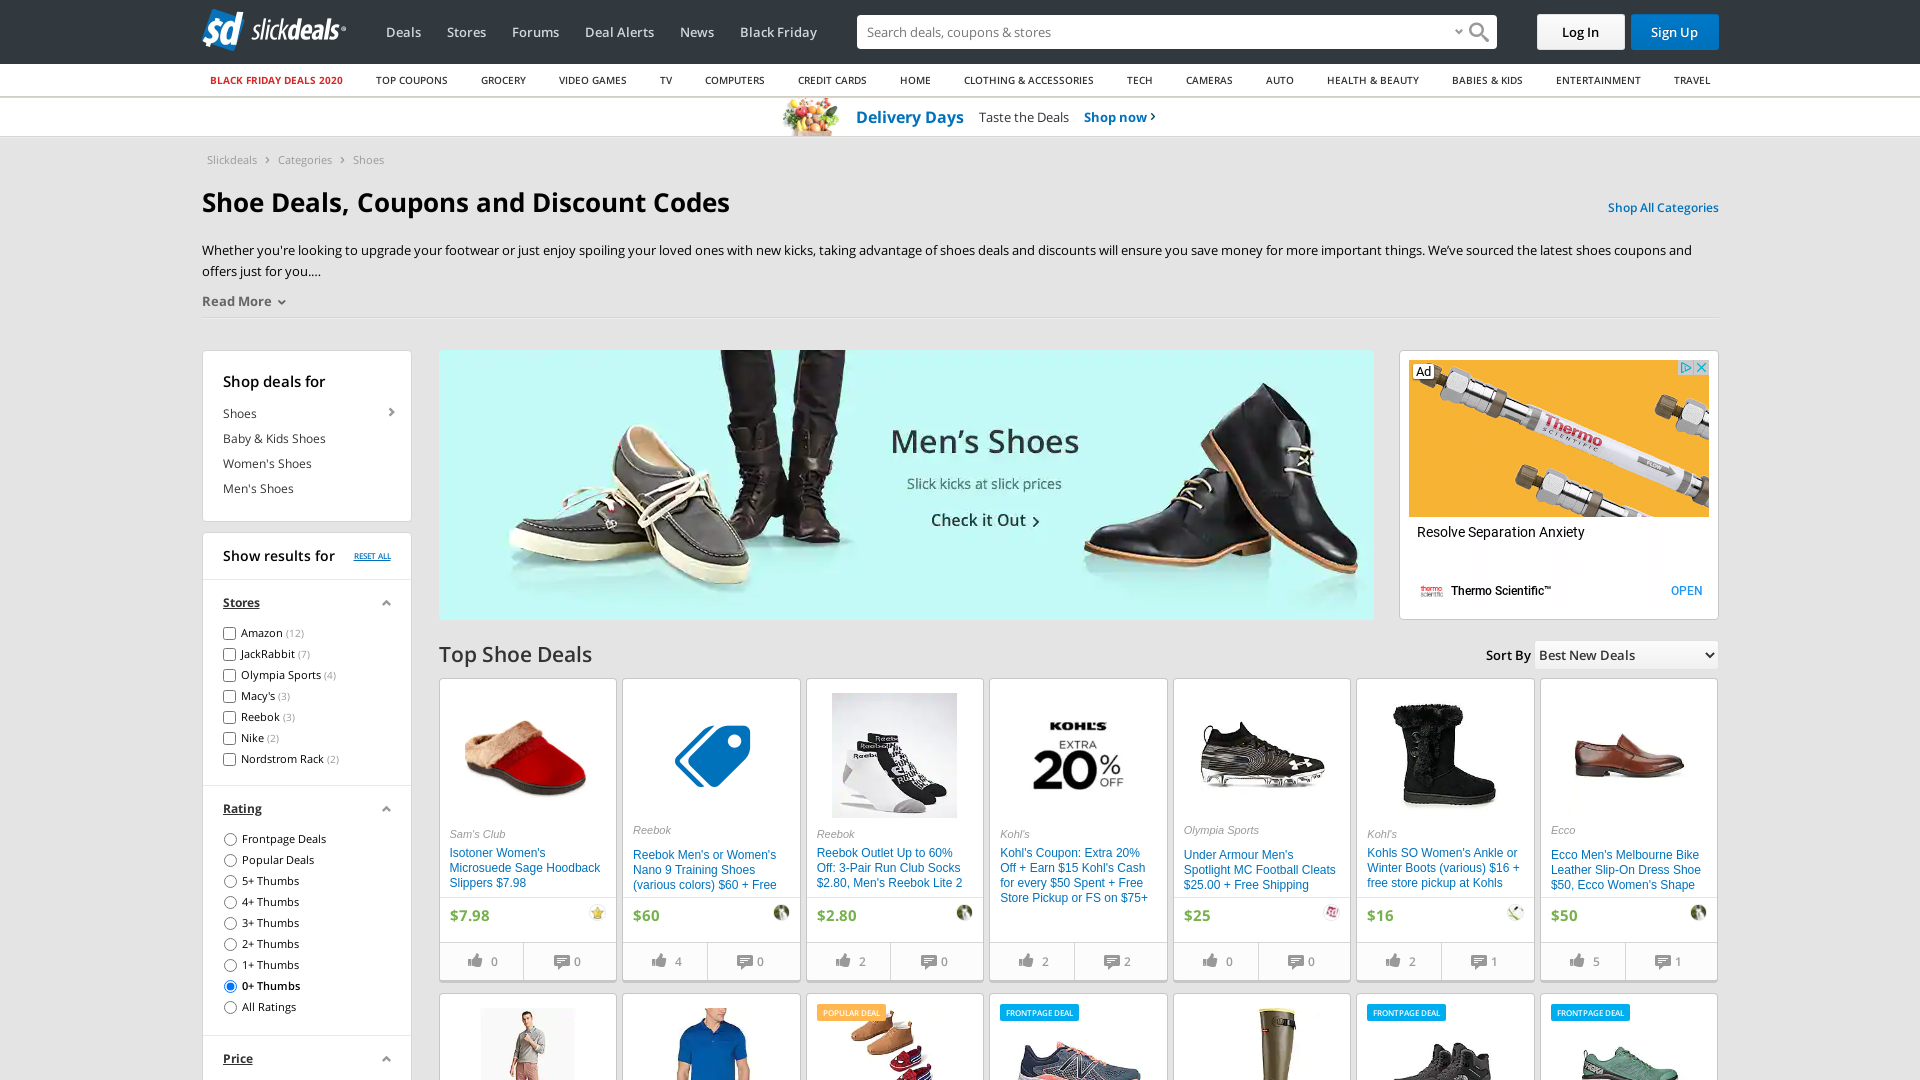 slickdeals
Deals
Stores
Forums
Deal Alerts
News
Black Friday
Search deals, coupons & stores
Log In
Sign Up
BLACK FRIDAY DEALS 2020
TOP COUPONS
GROCERY
VIDEO GAMES
TV
COMPUTERS
CREDIT CARDS
HOME
CLOTHING & ACCESSORIES
TECH
CAMERAS
AUTO
HEALTH & BEAUTY
BABIES & KIDS
ENTERTAINMENT
TRAVEL
Delivery Days Taste the Deals Shop now
Slickdeals > Categories > Shoes
Shoe Deals, Coupons and Discount Codes
Shop All Categories
Whether you're looking to upgrade your footwear or just enjoy spoiling your loved ones with new kicks, taking advantage of shoes deals and discounts will ensure you save money for more important things. We’ve sourced the latest shoes coupons and
offers just for you.…
Read More
Shop deals for
Shoes
Baby & Kids Shoes
Women's Shoes
Men's Shoes
Show results for RESET ALL
Stores
Amazon (12)
JackRabbit (7)
Olympia Sports (4)
Macy's (3)
Reebok (3)
Nike (2)
Nordstrom Rack (2)
Rating
Frontpage Deals
Popular Deals
5+ Thumbs
4+ Thumbs
3+ Thumbs
2+ Thumbs
1+ Thumbs
0+ Thumbs
All Ratings
Price
Men’s Shoes
Slick kicks at slick prices
Check it Out
Ad
Thermo
SCIENTIFIC
FLOW
Resolve Separation Anxiety
thermo
scientific
Thermo Scientific™
OPEN
Top Shoe Deals
Sort By Best New Deals
Sam's Club
Isotoner Women's
Microsuede Sage Hoodback
Slippers $7.98
$7.98
0
0
Reebok
Reebok Men's or Women's
Nano 9 Training Shoes
(various colors) $60 + Free
$60
4
0
Reebok
Reebok Outlet Up to 60%
Off: 3-Pair Run Club Socks
$2.80, Men's Reebok Lite 2
$2.80
2
0
KOHL'S
EXTRA
20% OFF
Kohl's
Kohl's Coupon: Extra 20%
Off + Earn $15 Kohl's Cash
for every $50 Spent + Free
Store Pickup or FS on $75+
2
2
Olympia Sports
Under Armour Men's
Spotlight MC Football Cleats
$25.00 + Free Shipping
$25
0
0
Kohl's
Kohls SO Women's Ankle or
Winter Boots (various) $16 +
free store pickup at Kohls
$16
2
1
Ecco
Ecco Men's Melbourne Bike
Leather Slip-On Dress Shoe
$50, Ecco Women's Shape
$50
5
1
POPULAR DEAL
FRONTPAGE DEAL
FRONTPAGE DEAL
FRONTPAGE DEAL